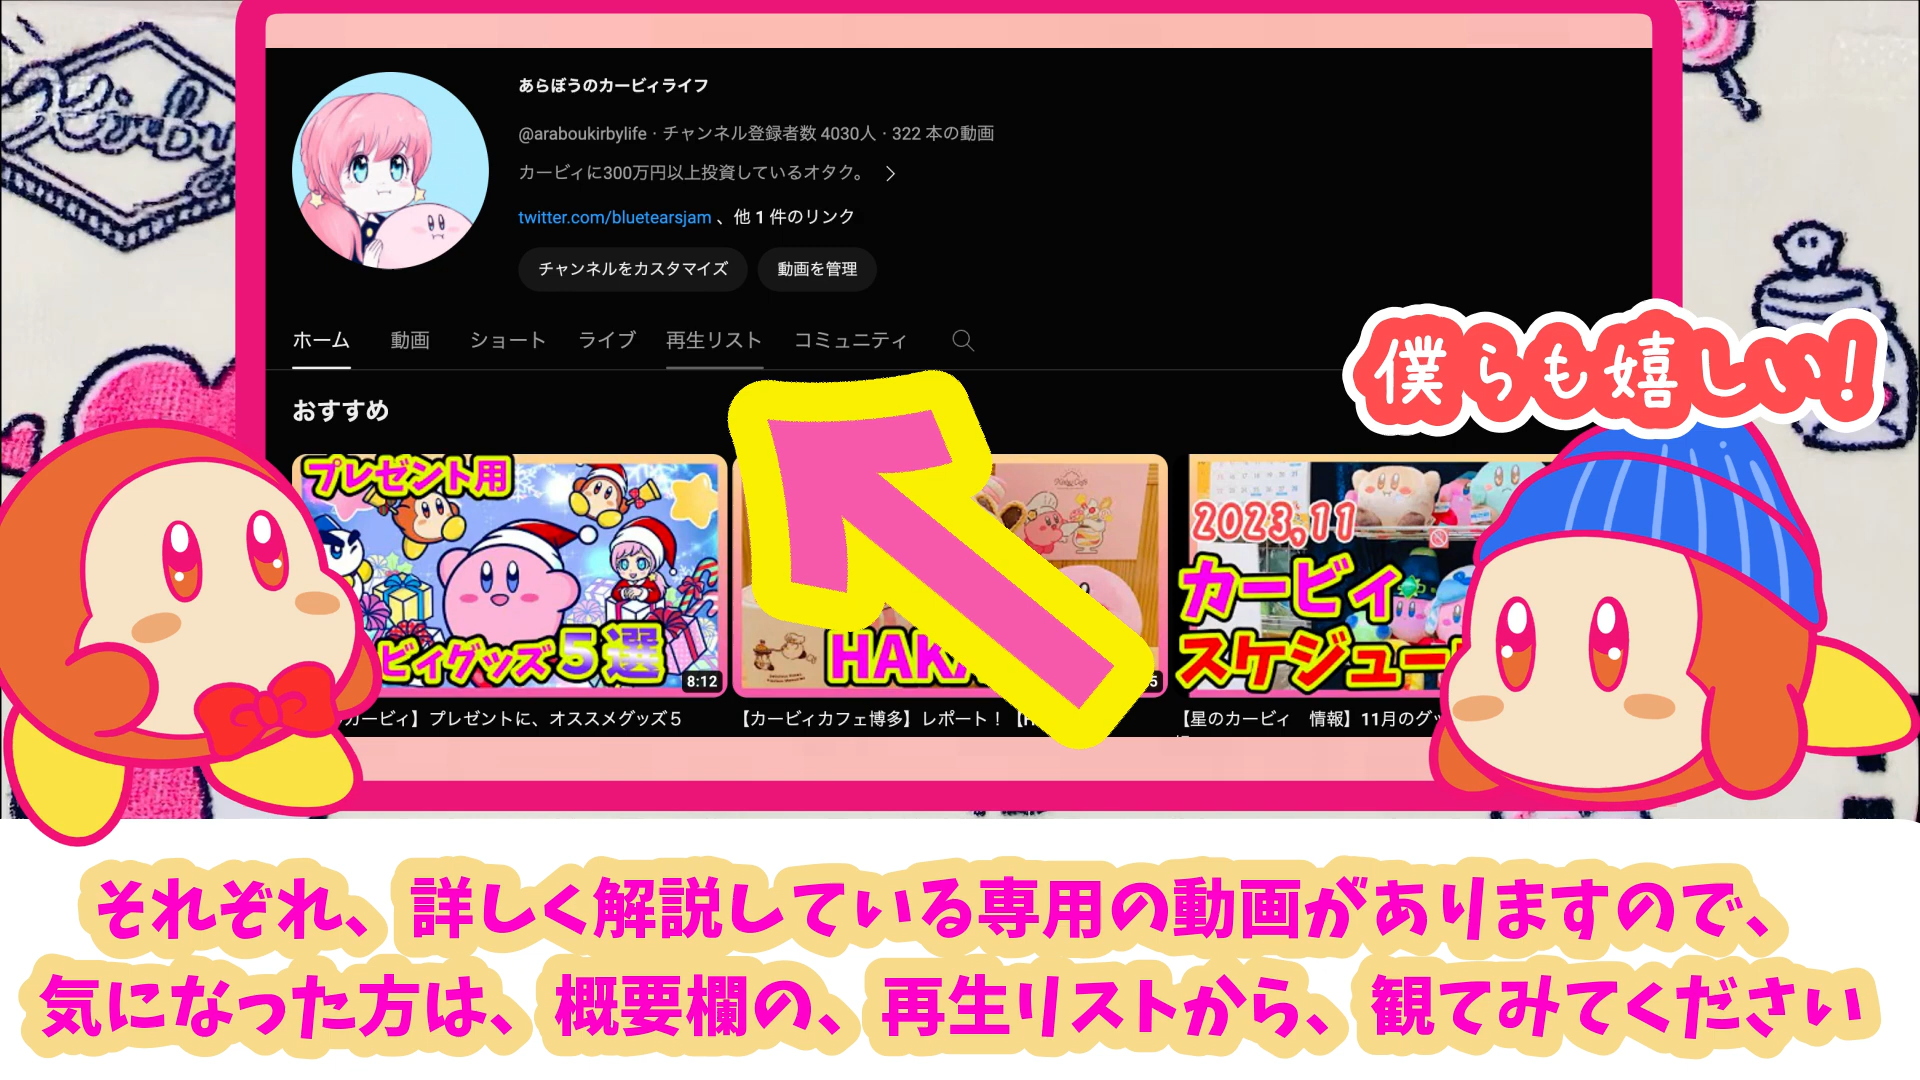 Kirby
あらぼうのカービィライフ
@araboukirbylife · チャンネル登録者数 4030人 · 322 本の動画
カービィに300万円以上投資しているオタク。
twitter.com/bluetearsjam 、他 1 件のリンク
チャンネルをカスタマイズ 動画を管理
ホーム 動画 ショート ライブ 再生リスト コミュニティ
僕らも嬉しい!
おすすめ
プレゼント用
ビィグッズ5選
8:12
HAK
5
2023.11
カービィ
スケジュー
カービィ】プレゼントに、オススメグッズ5
【カービィカフェ博多】レポート!【H
【星のカービィ 情報】11月のグッ
それぞれ、詳しく解説している専用の動画がありますので、
気になった方は、概要欄の、再生リストから、観てみてください